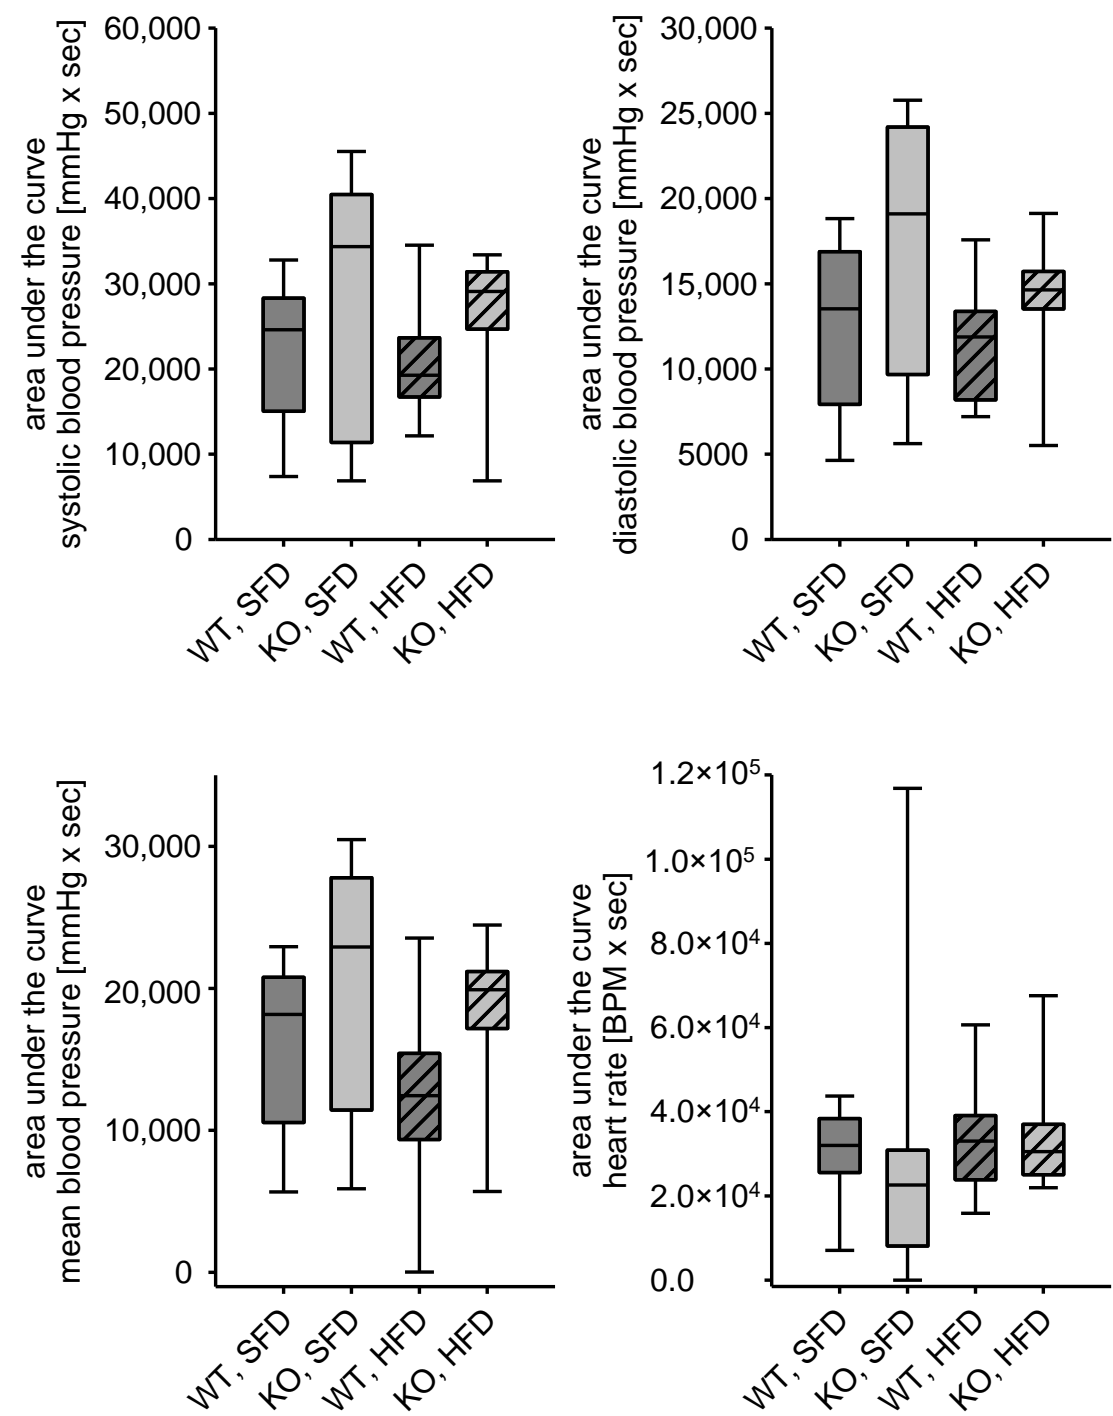 area under the curve
systolic blood pressure [mmHg x sec]
60,000
50,000
40,000
30,000
20,000
10,000
0
WT, SFD
KO, SFD
WT, HFD
KO, HFD
area under the curve
diastolic blood pressure [mmHg x sec]
30,000
25,000
20,000
15,000
10,000
5000
0
WT, SFD
KO, SFD
WT, HFD
KO, HFD
area under the curve
mean blood pressure [mmHg x sec]
30,000
20,000
10,000
0
WT, SFD
KO, SFD
WT, HFD
KO, HFD
area under the curve
heart rate [BPM x sec]
1.2×10⁵
1.0×10⁵
8.0×10⁴
6.0×10⁴
4.0×10⁴
2.0×10⁴
0.0
WT, SFD
KO, SFD
WT, HFD
KO, HFD